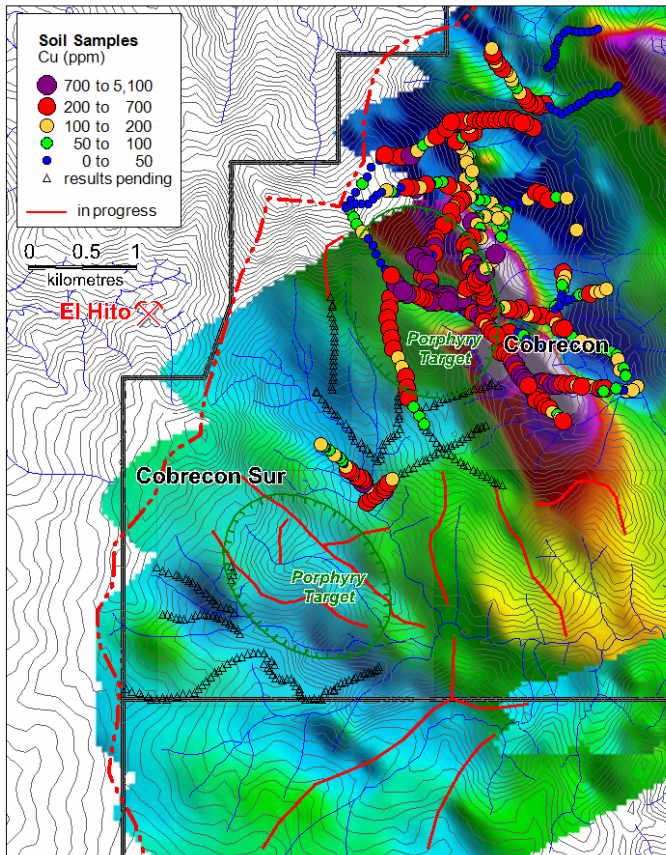 Soil Samples
Cu (ppm)
700 to 5,100
200 to 700
100 to 200
50 to 100
0 to 50
results pending
in progress
0 0.5 1
kilometres
El Hito
Porphyry
Target
Cobrecon
Cobrecon Sur
Porphyry
Target